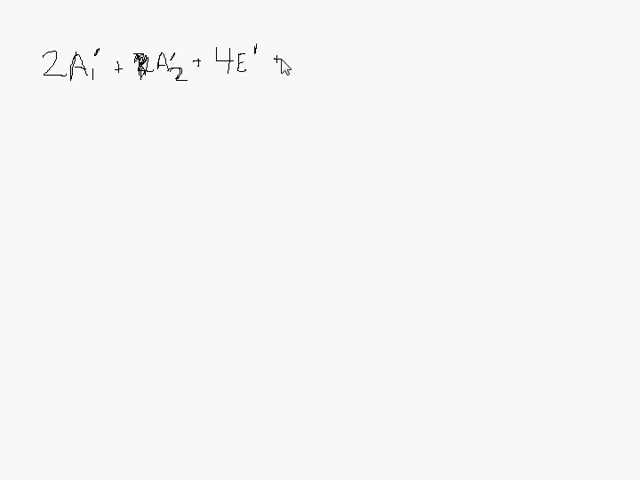 2A₁' + A₂' + 4E' +